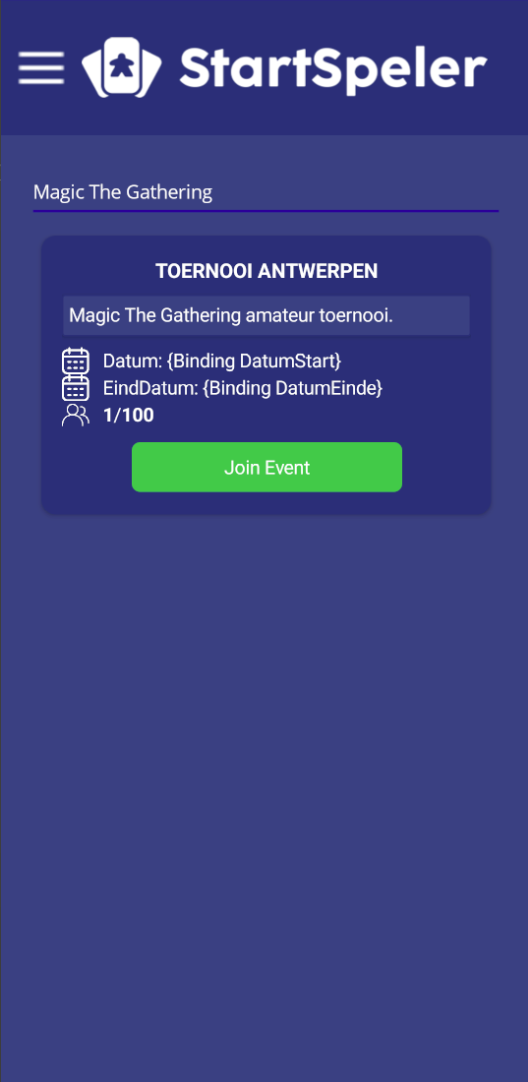 StartSpeler
Magic The Gathering
TOERNOOI ANTWERPEN
Magic The Gathering amateur toernooi.
Datum: {Binding DatumStart}
EindDatum: {Binding DatumEinde}
1/100
Join Event